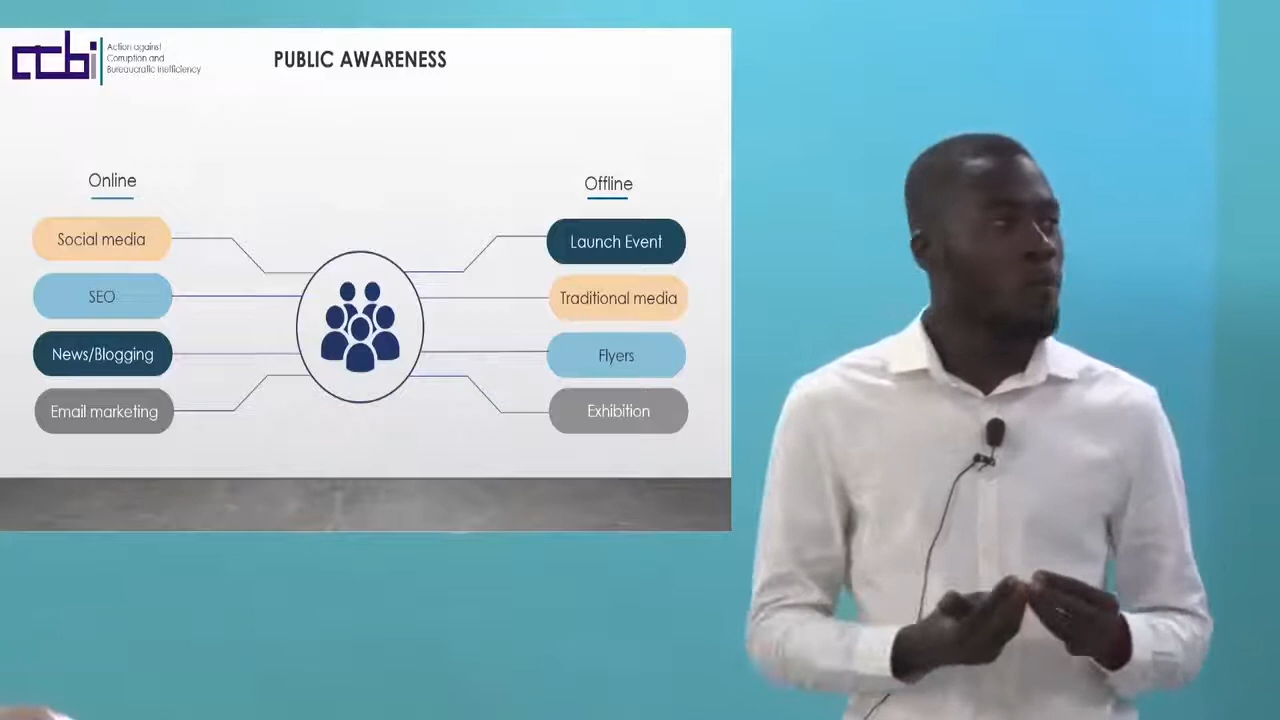 acbi
Action against
Corruption and
Bureaucratic Inefficiency
PUBLIC AWARENESS
Online
Social media
SEO
News/Blogging
Email marketing
Offline
Launch Event
Traditional media
Flyers
Exhibition